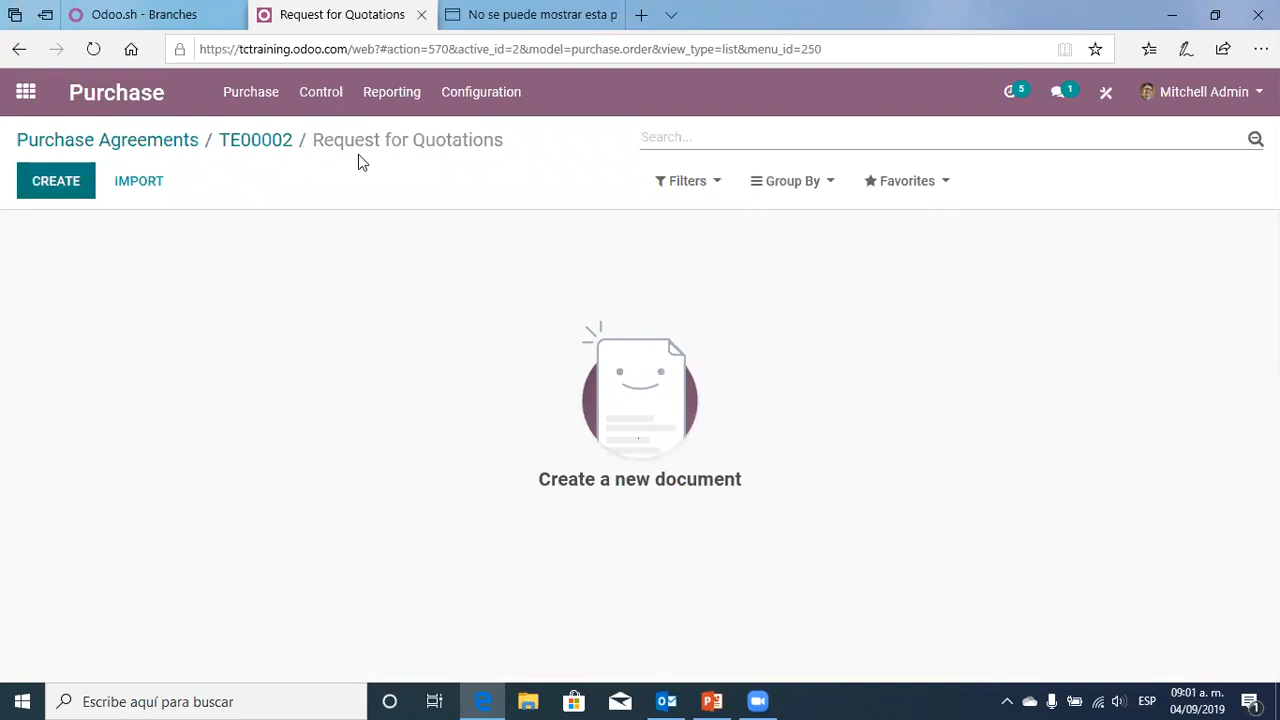 Odoo.sh - Branches
Request for Quotations
No se puede mostrar esta p
https://tctraining.odoo.com/web?#action=570&active_id=2&model=purchase.order&view_type=list&menu_id=250
Purchase
Purchase
Control
Reporting
Configuration
5
1
Mitchell Admin
Purchase Agreements / TE00002 / Request for Quotations
Search...
CREATE
IMPORT
Filters
Group By
Favorites
Create a new document
Escribe aquí para buscar
ESP
09:01 a. m.
04/09/2019
1